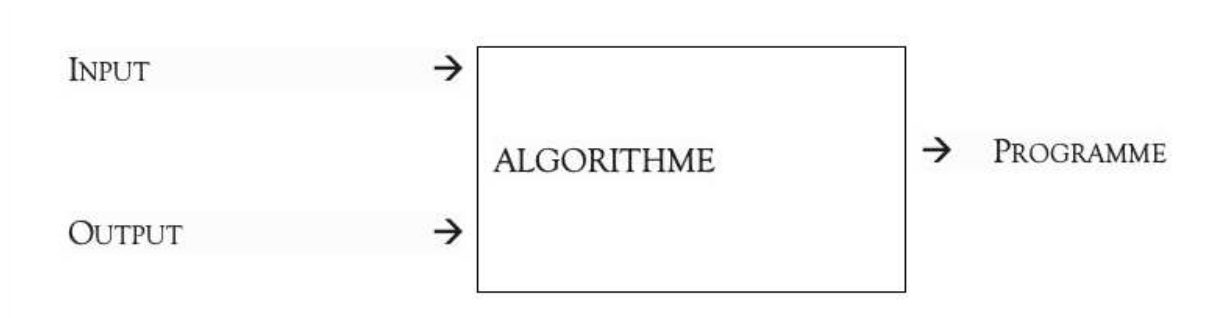 INPUT →
ALGORITHME
→ PROGRAMME
OUTPUT →